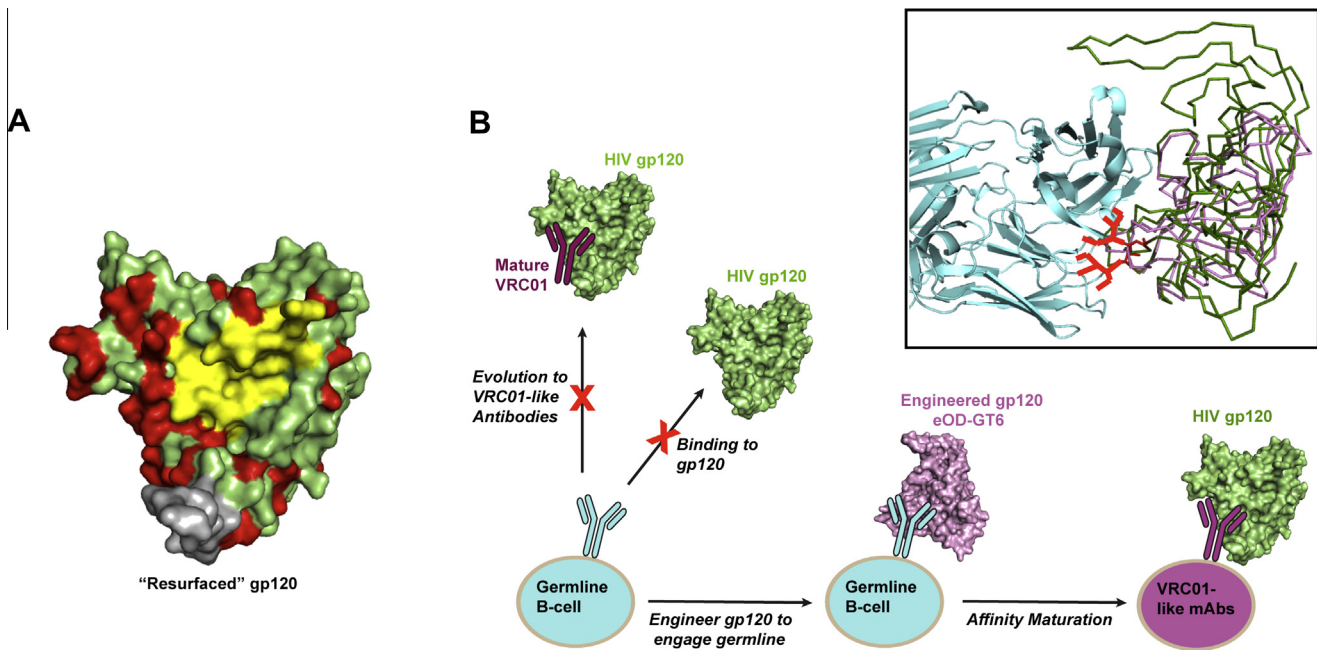 A
"Resurfaced" gp120
B
HIV gp120
Mature
VRC01
HIV gp120
Evolution to
VRC01-like
Antibodies
Binding to
gp120
Engineered gp120
eOD-GT6
HIV gp120
Germline
B-cell
Engineer gp120 to
engage germline
Germline
B-cell
Affinity Maturation
VRC01-
like mAbs